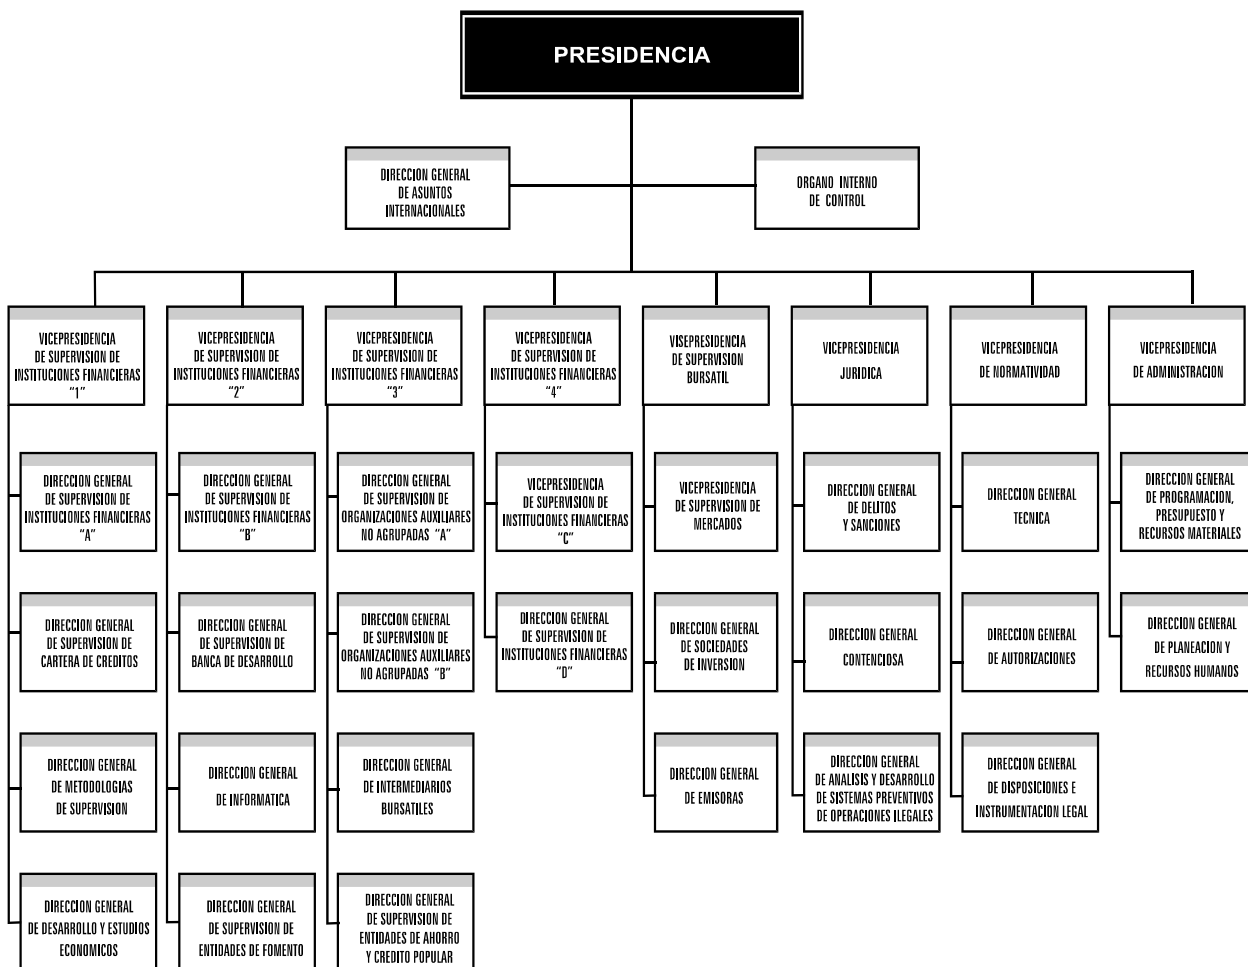 PRESIDENCIA
DIRECCION GENERAL
DE ASUNTOS
INTERNACIONALES
ORGANO INTERNO
DE CONTROL
VICEPRESIDENCIA
DE SUPERVISION DE
INSTITUCIONES FINANCIERAS
"1"
VICEPRESIDENCIA
DE SUPERVISION DE
INSTITUCIONES FINANCIERAS
"2"
VICEPRESIDENCIA
DE SUPERVISION DE
INSTITUCIONES FINANCIERAS
"3"
VICEPRESIDENCIA
DE SUPERVISION DE
INSTITUCIONES FINANCIERAS
"4"
VISEPRESIDENCIA
DE SUPERVISION
BURSATIL
VICEPRESIDENCIA
JURIDICA
VICEPRESIDENCIA
DE NORMATIVIDAD
VICEPRESIDENCIA
DE ADMINISTRACION
DIRECCION GENERAL
DE SUPERVISION DE
INSTITUCIONES FINANCIERAS
"A"
DIRECCION GENERAL
DE SUPERVISION DE
INSTITUCIONES FINANCIERAS
"B"
DIRECCION GENERAL
DE SUPERVISION DE
ORGANIZACIONES AUXILIARES
NO AGRUPADAS "A"
VICEPRESIDENCIA
DE SUPERVISION DE
INSTITUCIONES FINANCIERAS
"C"
VICEPRESIDENCIA
DE SUPERVISION DE
MERCADOS
DIRECCION GENERAL
DE DELITOS
Y SANCIONES
DIRECCION GENERAL
TECNICA
DIRECCION GENERAL
DE PROGRAMACION,
PRESUPUESTO Y
RECURSOS MATERIALES
DIRECCION GENERAL
DE SUPERVISION DE
CARTERA DE CREDITOS
DIRECCION GENERAL
DE SUPERVISION DE
BANCA DE DESARROLLO
DIRECCION GENERAL
DE SUPERVISION DE
ORGANIZACIONES AUXILIARES
NO AGRUPADAS "B"
DIRECCION GENERAL
DE SUPERVISION DE
INSTITUCIONES FINANCIERAS
"D"
DIRECCION GENERAL
DE SOCIEDADES
DE INVERSION
DIRECCION GENERAL
CONTENCIOSA
DIRECCION GENERAL
DE AUTORIZACIONES
DIRECCION GENERAL
DE PLANEACION Y
RECURSOS HUMANOS
DIRECCION GENERAL
DE METODOLOGIAS
DE SUPERVISION
DIRECCION GENERAL
DE INFORMATICA
DIRECCION GENERAL
DE INTERMEDIARIOS
BURSATILES
DIRECCION GENERAL
DE EMISORAS
DIRECCION GENERAL
DE ANALISIS Y DESARROLLO
DE SISTEMAS PREVENTIVOS
DE OPERACIONES ILEGALES
DIRECCION GENERAL
DE DISPOSICIONES E
INSTRUMENTACION LEGAL
DIRECCION GENERAL
DE DESARROLLO Y ESTUDIOS
ECONOMICOS
DIRECCION GENERAL
DE SUPERVISION DE
ENTIDADES DE FOMENTO
DIRECCION GENERAL
DE SUPERVISION DE
ENTIDADES DE AHORRO
Y CREDITO POPULAR